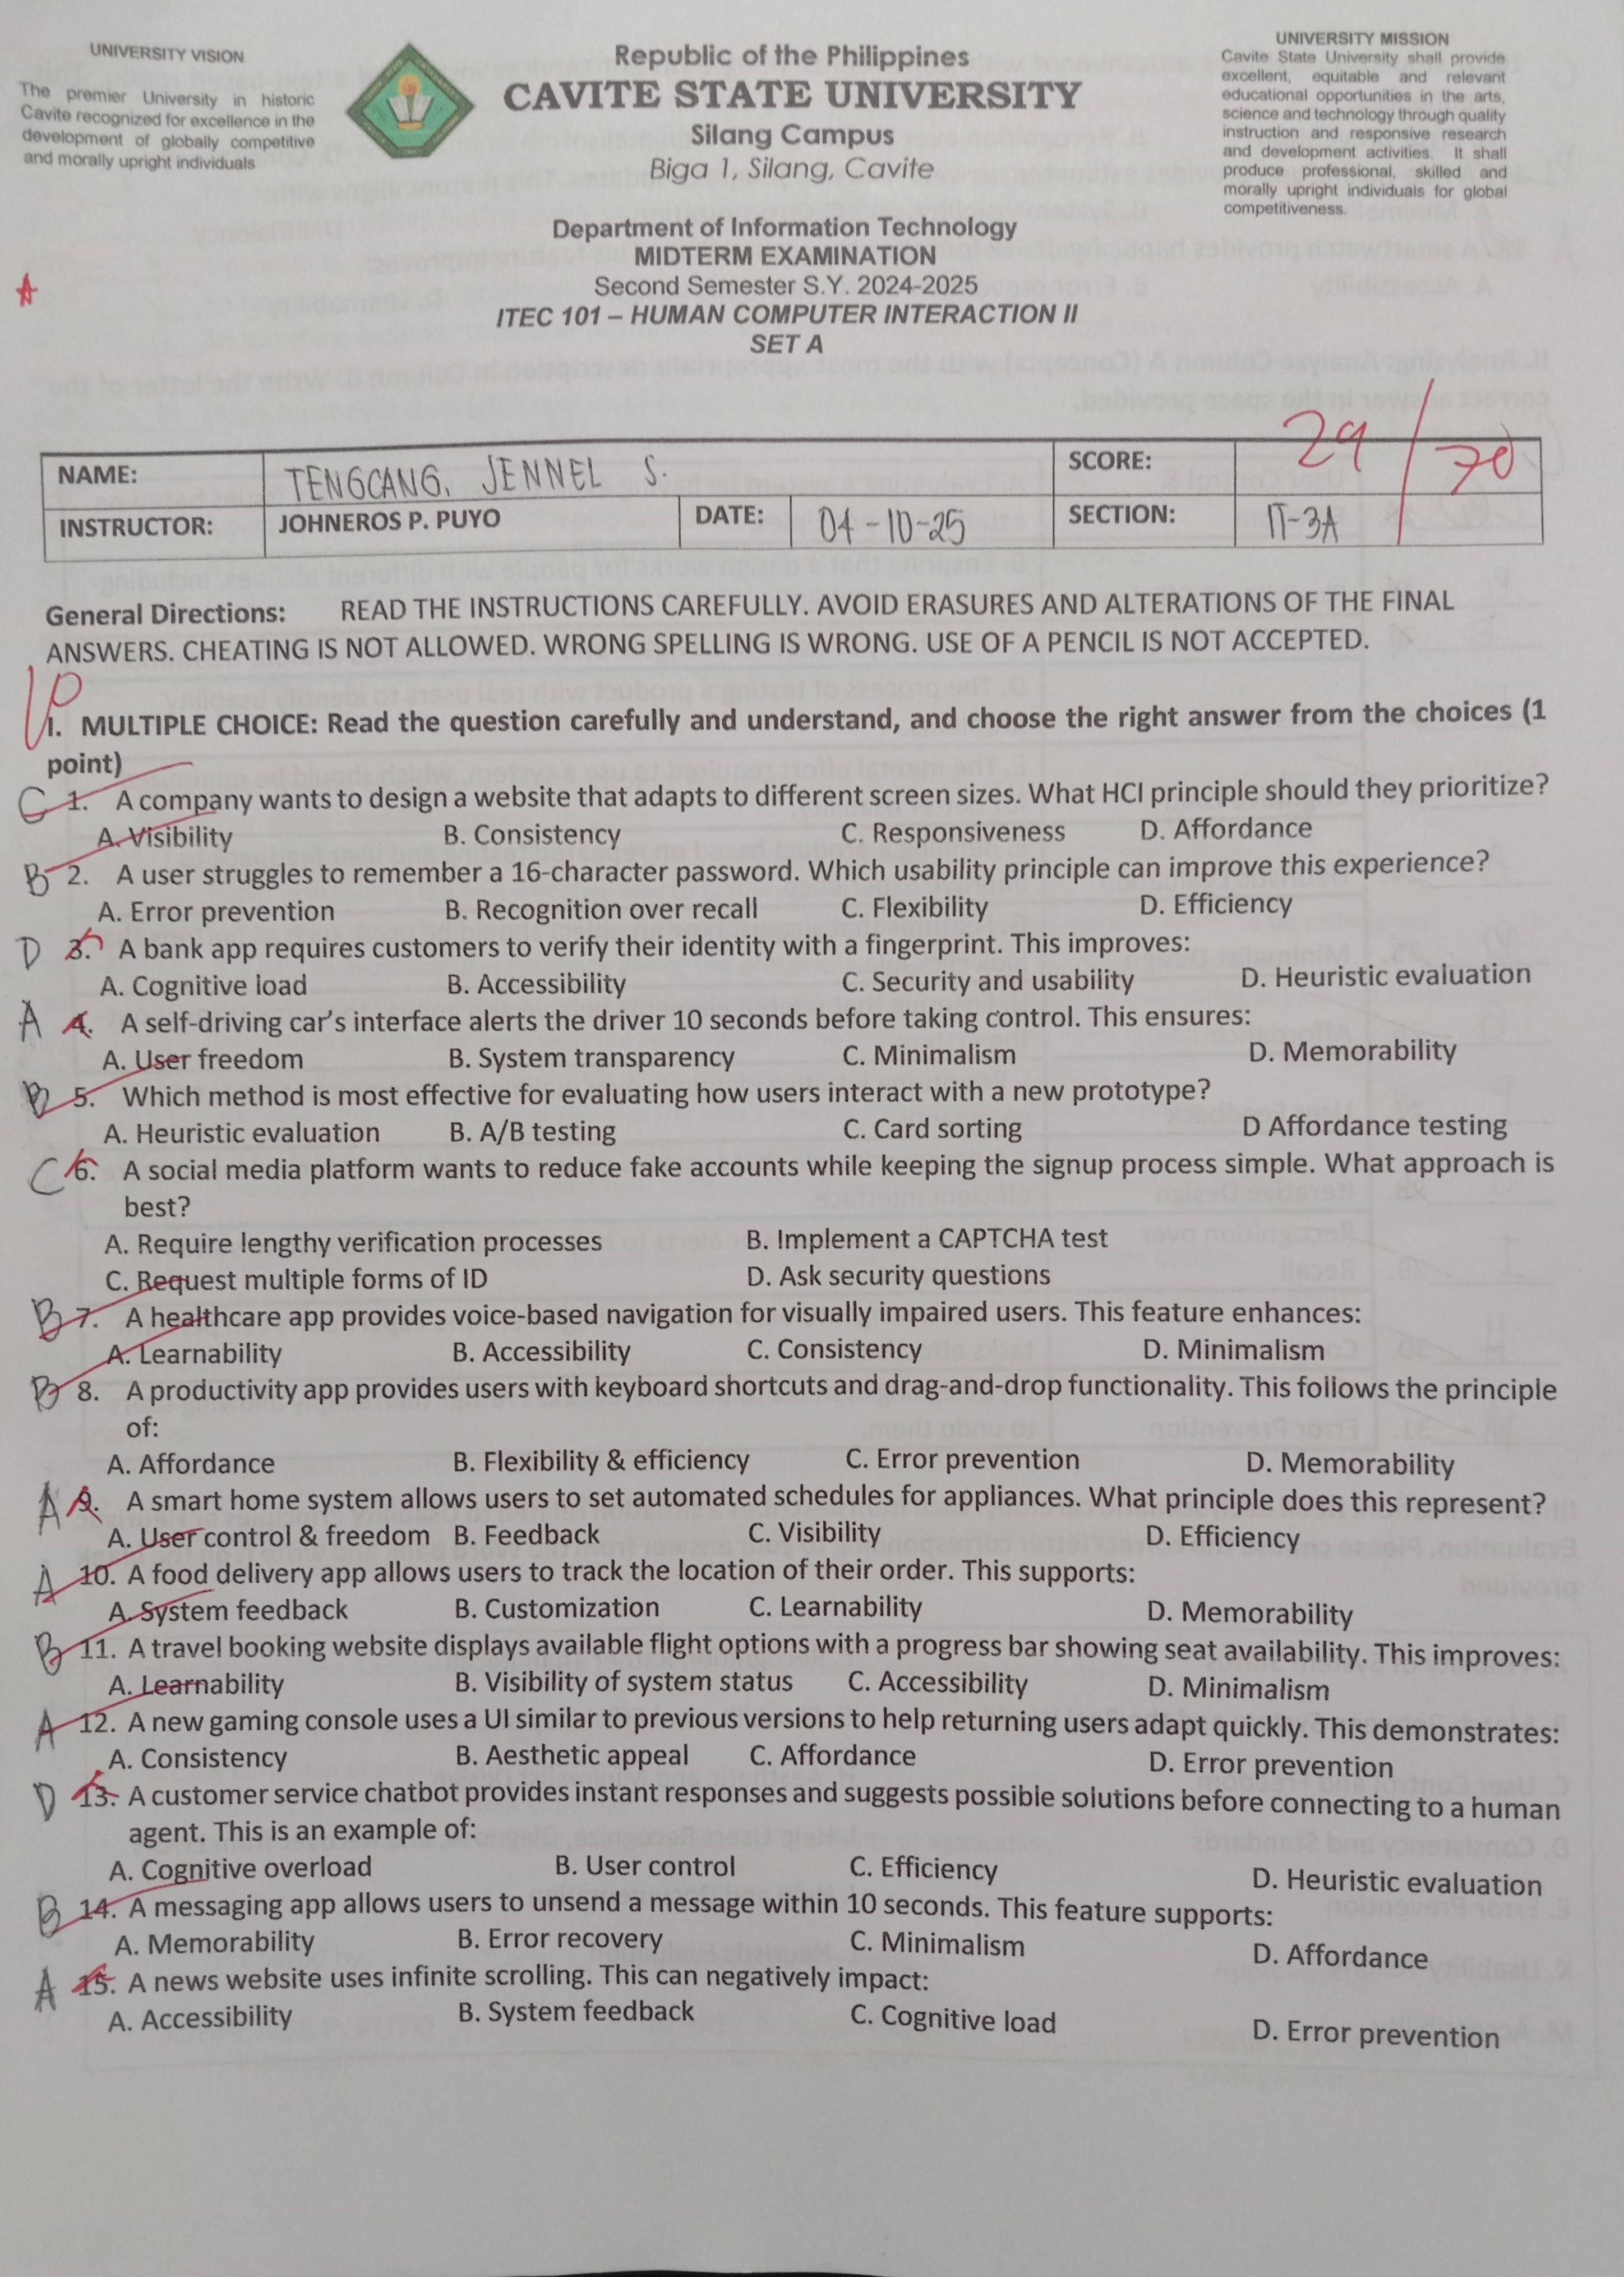 UNIVERSITY VISION
The premier University in historic
Cavite recognized for excellence in the
development of globally competitive
and morally upright individuals
Republic of the Philippines
CAVITE STATE UNIVERSITY
Silang Campus
Biga 1, Silang, Cavite
UNIVERSITY MISSION
Cavite State University shall provide
excellent, equitable and relevant
educational opportunities in the arts,
science and technology through quality
instruction and responsive research
and development activities. It shall
produce professional, skilled and
morally upright individuals for global
competitiveness.
Department of Information Technology
MIDTERM EXAMINATION
Second Semester S.Y. 2024-2025
ITEC 101 – HUMAN COMPUTER INTERACTION II
SET A
A
NAME: TENGCANG, JENNEL S. SCORE: 29/70
INSTRUCTOR: JOHNEROS P. PUYO DATE: 04-10-25 SECTION: IT-3A
General Directions: READ THE INSTRUCTIONS CAREFULLY. AVOID ERASURES AND ALTERATIONS OF THE FINAL
ANSWERS. CHEATING IS NOT ALLOWED. WRONG SPELLING IS WRONG. USE OF A PENCIL IS NOT ACCEPTED.
10
I. MULTIPLE CHOICE: Read the question carefully and understand, and choose the right answer from the choices (1
point)
C 1. A company wants to design a website that adapts to different screen sizes. What HCI principle should they prioritize?
A. Visibility B. Consistency C. Responsiveness D. Affordance
B 2. A user struggles to remember a 16-character password. Which usability principle can improve this experience?
A. Error prevention B. Recognition over recall C. Flexibility D. Efficiency
D 3. A bank app requires customers to verify their identity with a fingerprint. This improves:
A. Cognitive load B. Accessibility C. Security and usability D. Heuristic evaluation
A 4. A self-driving car's interface alerts the driver 10 seconds before taking control. This ensures:
A. User freedom B. System transparency C. Minimalism D. Memorability
B 5. Which method is most effective for evaluating how users interact with a new prototype?
A. Heuristic evaluation B. A/B testing C. Card sorting D Affordance testing
C 6. A social media platform wants to reduce fake accounts while keeping the signup process simple. What approach is
best?
A. Require lengthy verification processes B. Implement a CAPTCHA test
C. Request multiple forms of ID D. Ask security questions
B 7. A healthcare app provides voice-based navigation for visually impaired users. This feature enhances:
A. Learnability B. Accessibility C. Consistency D. Minimalism
B 8. A productivity app provides users with keyboard shortcuts and drag-and-drop functionality. This follows the principle
of:
A. Affordance B. Flexibility & efficiency C. Error prevention D. Memorability
A 9. A smart home system allows users to set automated schedules for appliances. What principle does this represent?
A. User control & freedom B. Feedback C. Visibility D. Efficiency
A 10. A food delivery app allows users to track the location of their order. This supports:
A. System feedback B. Customization C. Learnability D. Memorability
B 11. A travel booking website displays available flight options with a progress bar showing seat availability. This improves:
A. Learnability B. Visibility of system status C. Accessibility D. Minimalism
A 12. A new gaming console uses a UI similar to previous versions to help returning users adapt quickly. This demonstrates:
A. Consistency B. Aesthetic appeal C. Affordance D. Error prevention
D 13. A customer service chatbot provides instant responses and suggests possible solutions before connecting to a human
agent. This is an example of:
A. Cognitive overload B. User control C. Efficiency D. Heuristic evaluation
B 14. A messaging app allows users to unsend a message within 10 seconds. This feature supports:
A. Memorability B. Error recovery C. Minimalism D. Affordance
A 15. A news website uses infinite scrolling. This can negatively impact:
A. Accessibility B. System feedback C. Cognitive load D. Error prevention